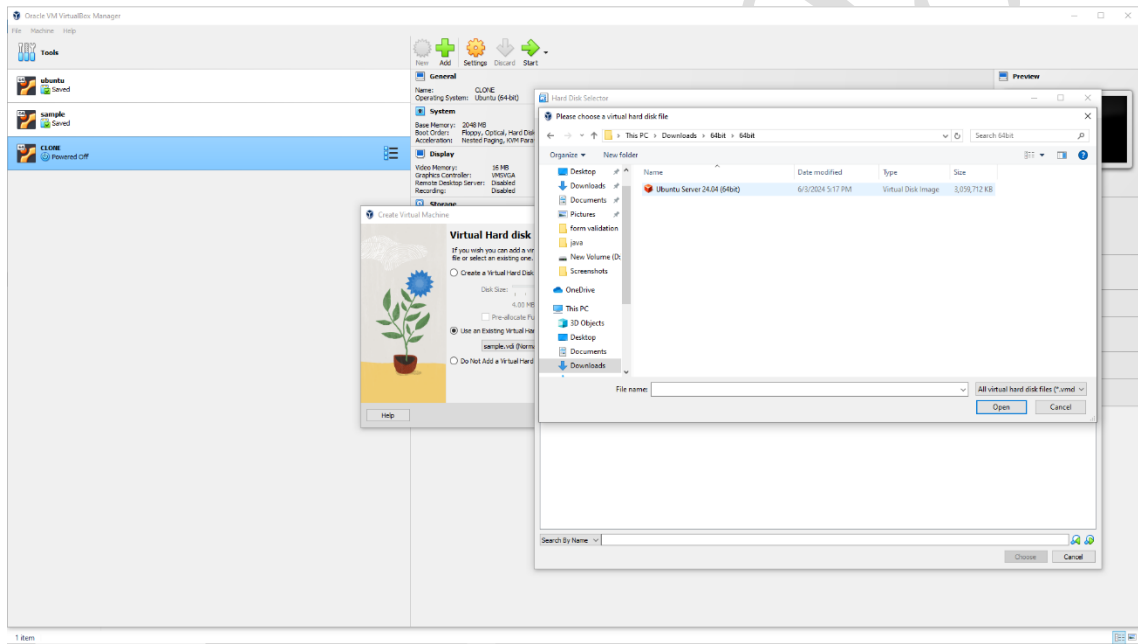 Oracle VM VirtualBox Manager
File Machine Help
Tools
New Add Settings Discard Start
ubuntu
Saved
sample
Saved
CLONE
Powered Off
General
Name: CLONE
Operating System: Ubuntu (64-bit)
System
Base Memory: 2048 MB
Boot Order: Floppy, Optical, Hard Disk
Acceleration: Nested Paging, KVM Para
Display
Video Memory: 16 MB
Graphics Controller: VMSVGA
Remote Desktop Server: Disabled
Recording: Disabled
Storage
Preview
Create Virtual Machine
Virtual Hard disk
If you wish you can add a vir
file or select an existing one.
Create a Virtual Hard Disk
Disk Size:
4.00 MB
Pre-allocate Fu
Use an Existing Virtual Har
sample.vdi (Norm
Do Not Add a Virtual Hard
Help
Hard Disk Selector
Please choose a virtual hard disk file
This PC › Downloads › 64bit › 64bit
Search 64bit
Organize New folder
Name Date modified Type Size
Ubuntu Server 24.04 (64bit) 6/3/2024 5:17 PM Virtual Disk Image 3,059,712 KB
Desktop
Downloads
Documents
Pictures
form validation
java
New Volume (D:
Screenshots
OneDrive
This PC
3D Objects
Desktop
Documents
Downloads
File name: All virtual hard disk files (*.vmd
Open Cancel
Search By Name
Choose Cancel
1 item